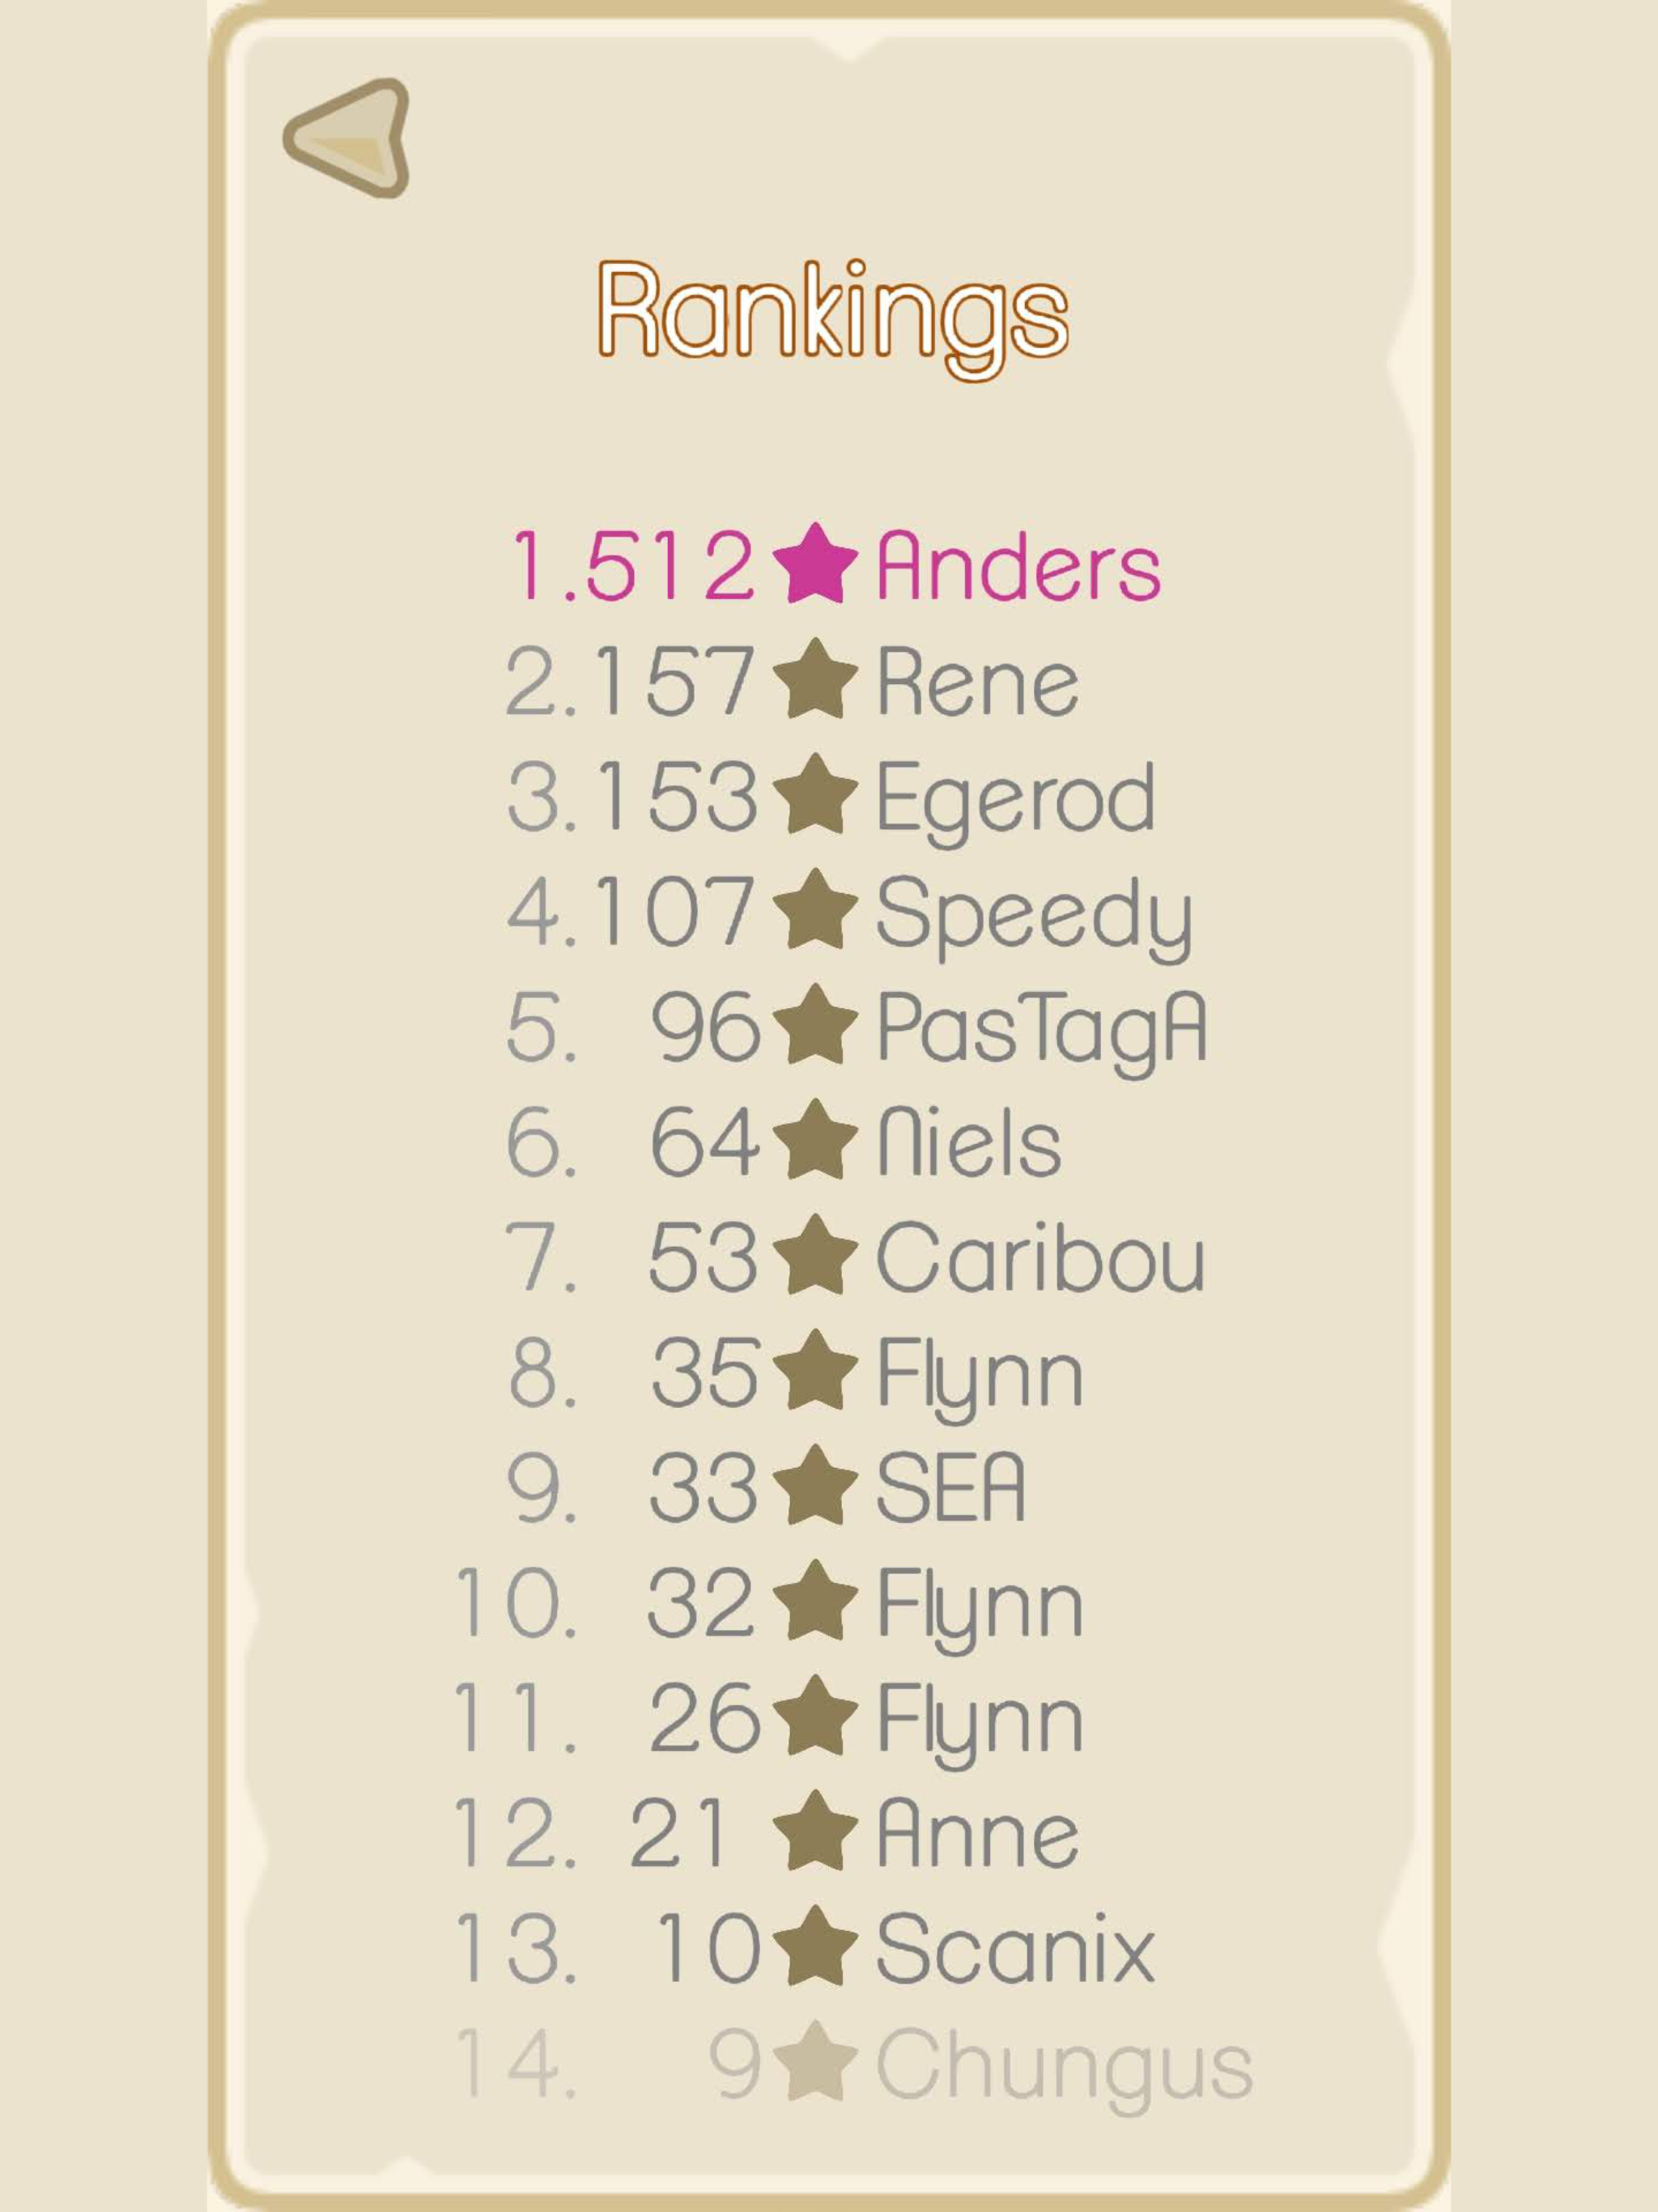 Rankings
1. 512 Anders
2. 157 Rene
3. 153 Egerod
4. 107 Speedy
5. 96 PasTagA
6. 64 Niels
7. 53 Caribou
8. 35 Flynn
9. 33 SEA
10. 32 Flynn
11. 26 Flynn
12. 21 Anne
13. 10 Scanix
14. 9 Chungus